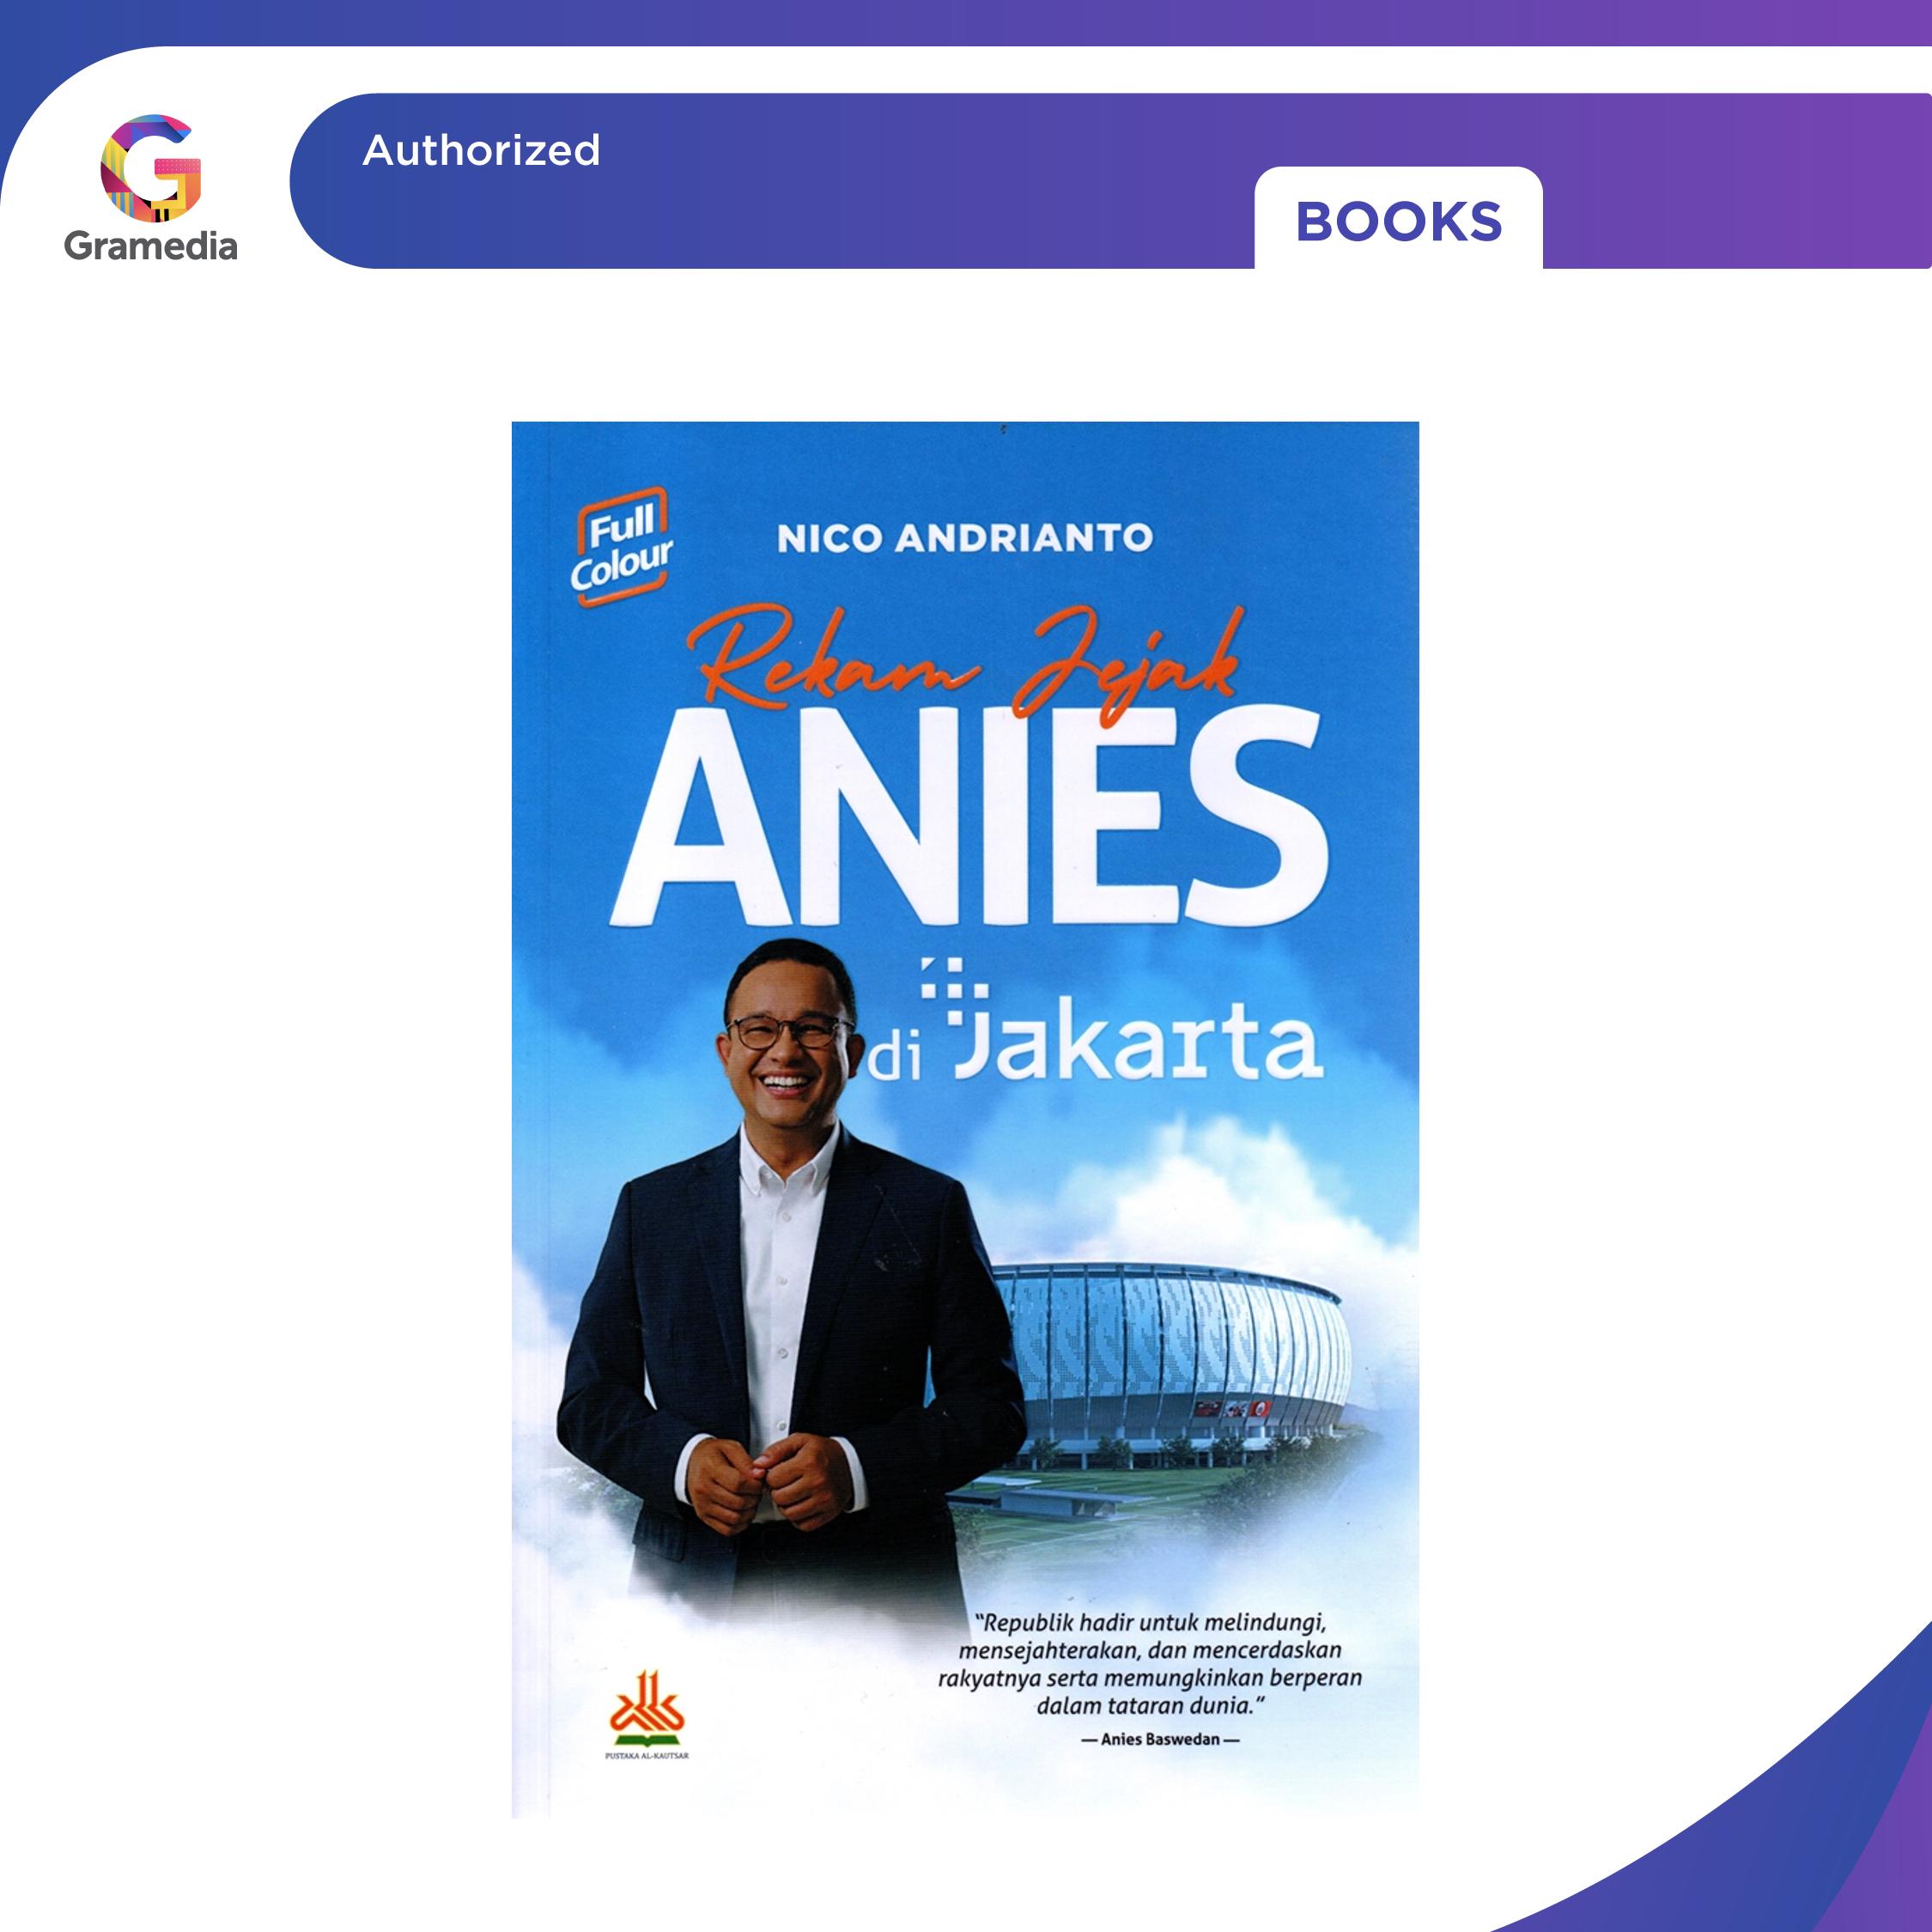 Gramedia
Authorized
BOOKS
Full
Colour
NICO ANDRIANTO
Rekam Jejak
ANIES
di Jakarta
“Republik hadir untuk melindungi,
mensejahterakan, dan mencerdaskan
rakyatnya serta memungkinkan berperan
dalam tataran dunia.”
— Anies Baswedan —
PUSTAKA AL-KAUTSAR